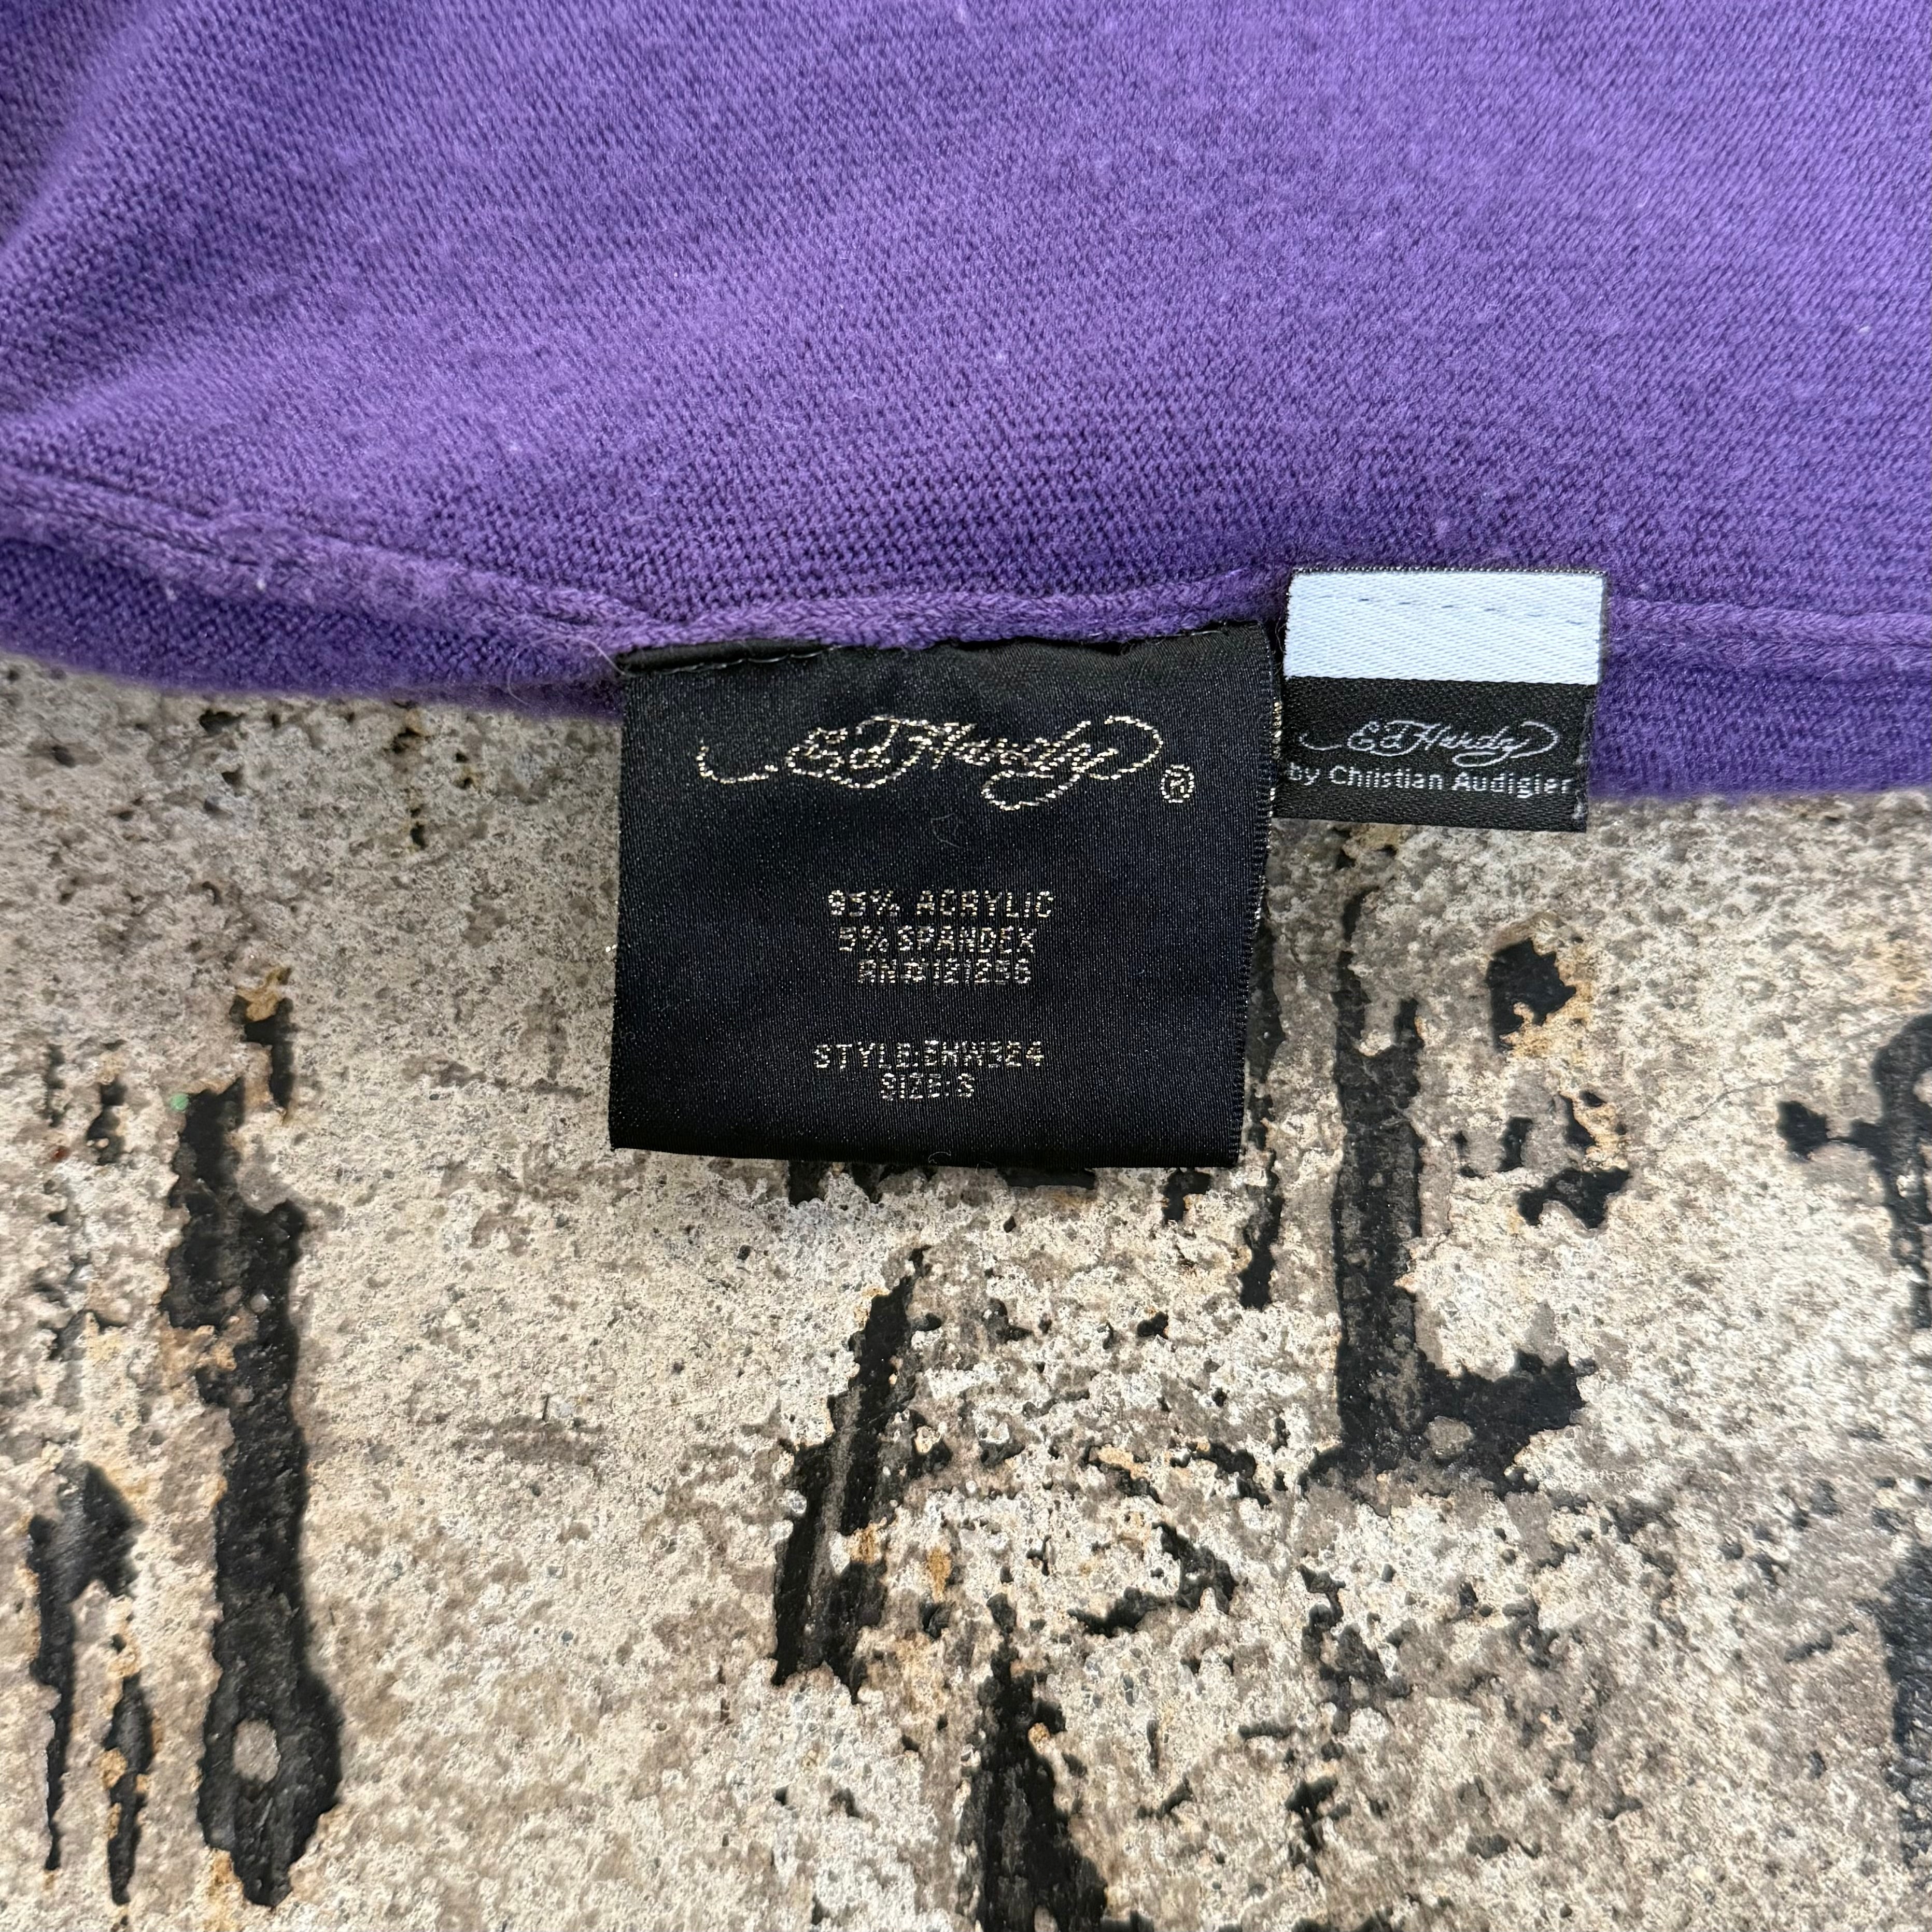 Ed Hardy ®
95% ACRYLIC
5% SPANDEX
RN#121256
STYLE:EHW324
SIZE:S
Ed Hardy
by Christian Audigier